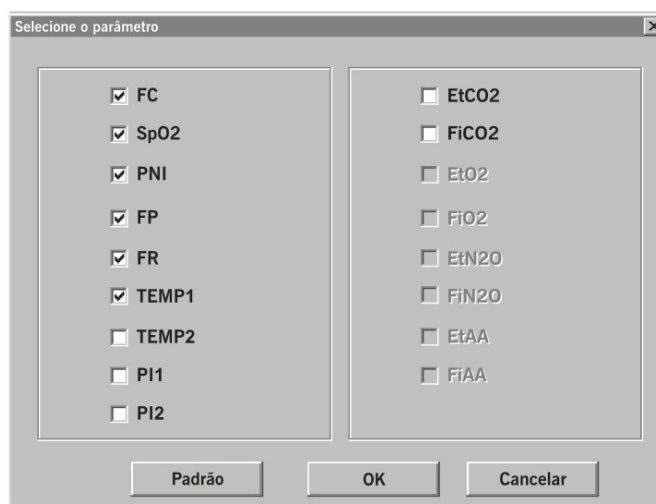 Selecione o parâmetro
FC
SpO2
PNI
FP
FR
TEMP1
TEMP2
PI1
PI2
EtCO2
FiCO2
EtO2
FiO2
EtN2O
FiN2O
EtAA
FiAA
Padrão
OK
Cancelar